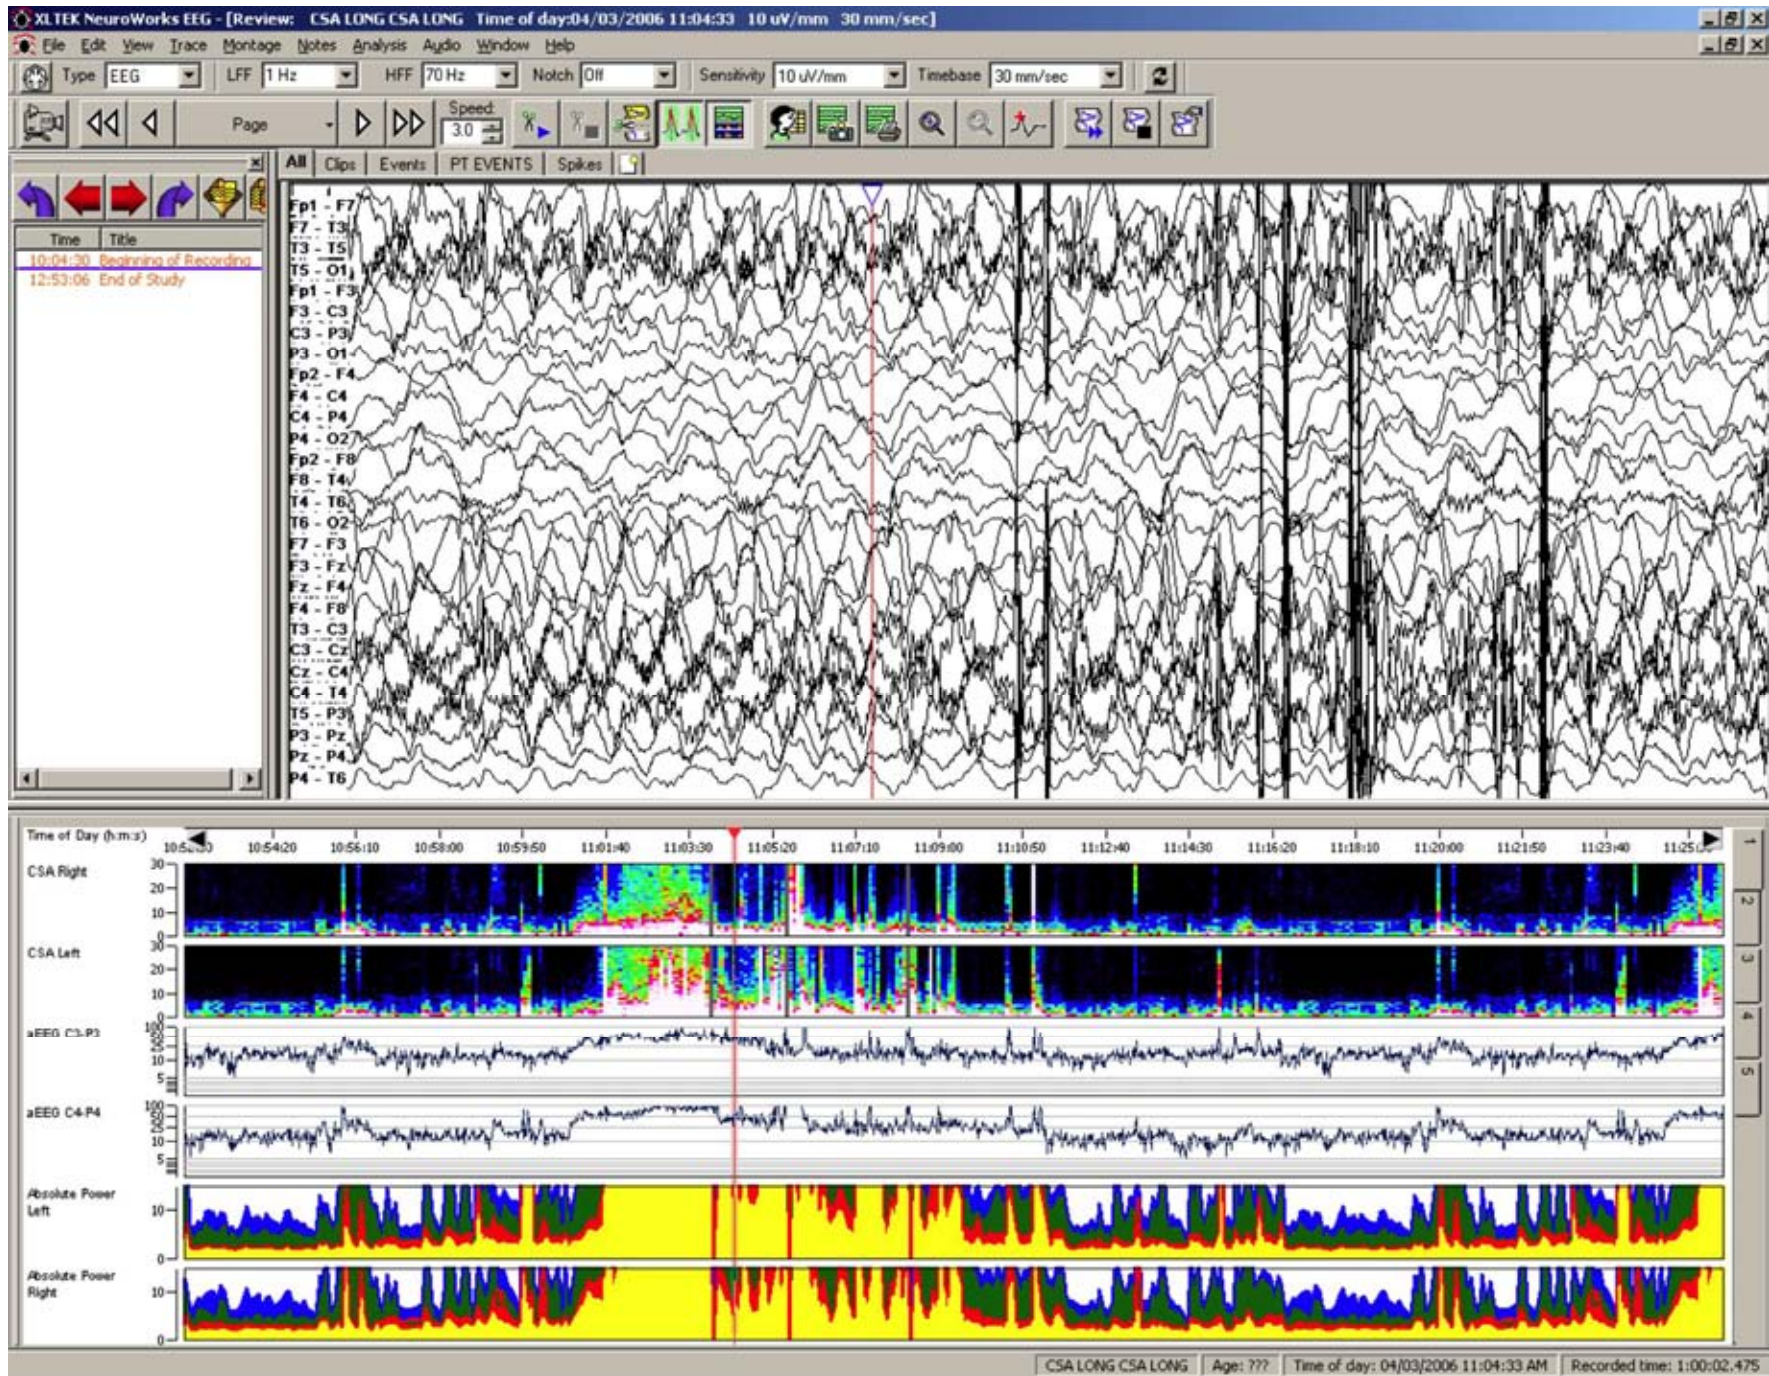 XLTEK NeuroWorks EEG - [Review: CSA LONG CSA LONG Time of day:04/03/2006 11:04:33 10 uV/mm 30 mm/sec]
File Edit View Trace Montage Notes Analysis Audio Window Help
Type EEG LFF 1 Hz HFF 70 Hz Notch Off Sensitivity 10 uV/mm Timebase 30 mm/sec
Page Speed: 3.0
All Clips Events PT EVENTS Spikes
Time Title
10:04:30 Beginning of Recording
12:53:06 End of Study
Fp1 - F7
F7 - T3
T3 - T5
T5 - O1
Fp1 - F3
F3 - C3
C3 - P3
P3 - O1
Fp2 - F4
F4 - C4
C4 - P4
P4 - O2
Fp2 - F8
F8 - T4
T4 - T6
T6 - O2
F7 - F3
F3 - Fz
Fz - F4
F4 - F8
T3 - C3
C3 - Cz
Cz - C4
C4 - T4
T5 - P3
P3 - Pz
Pz - P4
P4 - T6
Time of Day (h:m:s)
10:54:20 10:56:10 10:58:00 10:59:50 11:01:40 11:03:30 11:05:20 11:07:10 11:09:00 11:10:50 11:12:40 11:14:30 11:16:20 11:18:10 11:20:00 11:21:50 11:23:40
1
2
3
4
5
CSA Right
30
20
10
0
CSA Left
30
20
10
0
aEEG C3-P3
100
50
25
10
5
aEEG C4-P4
100
50
25
10
5
Absolute Power
Left
10
0
Absolute Power
Right
10
0
CSA LONG CSA LONG Age: ??? Time of day: 04/03/2006 11:04:33 AM Recorded time: 1:00:02.475